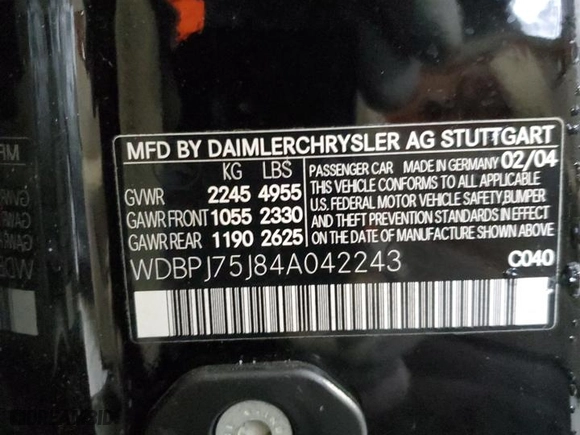 MFD BY DAIMLERCHRYSLER AG STUTTGART
KG LBS
GVWR 2245 4955
GAWR FRONT 1055 2330
GAWR REAR 1190 2625
PASSENGER CAR MADE IN GERMANY 02/04
THIS VEHICLE CONFORMS TO ALL APPLICABLE
U.S. FEDERAL MOTOR VEHICLE SAFETY,BUMPER
AND THEFT PREVENTION STANDARDS IN EFFECT
ON THE DATE OF MANUFACTURE SHOWN ABOVE
WDBPJ75J84A042243
C040